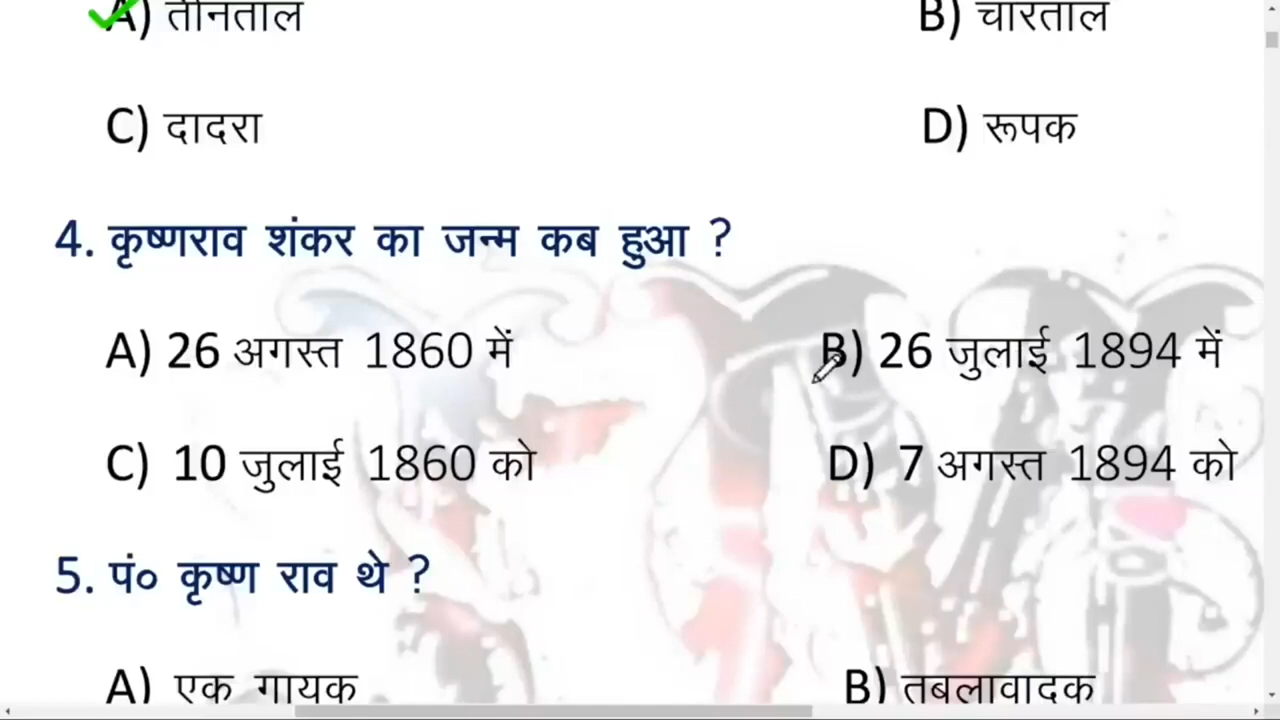 A) तीनताल B) चारताल
C) दादरा D) रूपक
4. कृष्णराव शंकर का जन्म कब हुआ ?
A) 26 अगस्त 1860 में B) 26 जुलाई 1894 में
C) 10 जुलाई 1860 को D) 7 अगस्त 1894 को
5. पं० कृष्ण राव थे ?
A) एक गायक B) तबलावादक